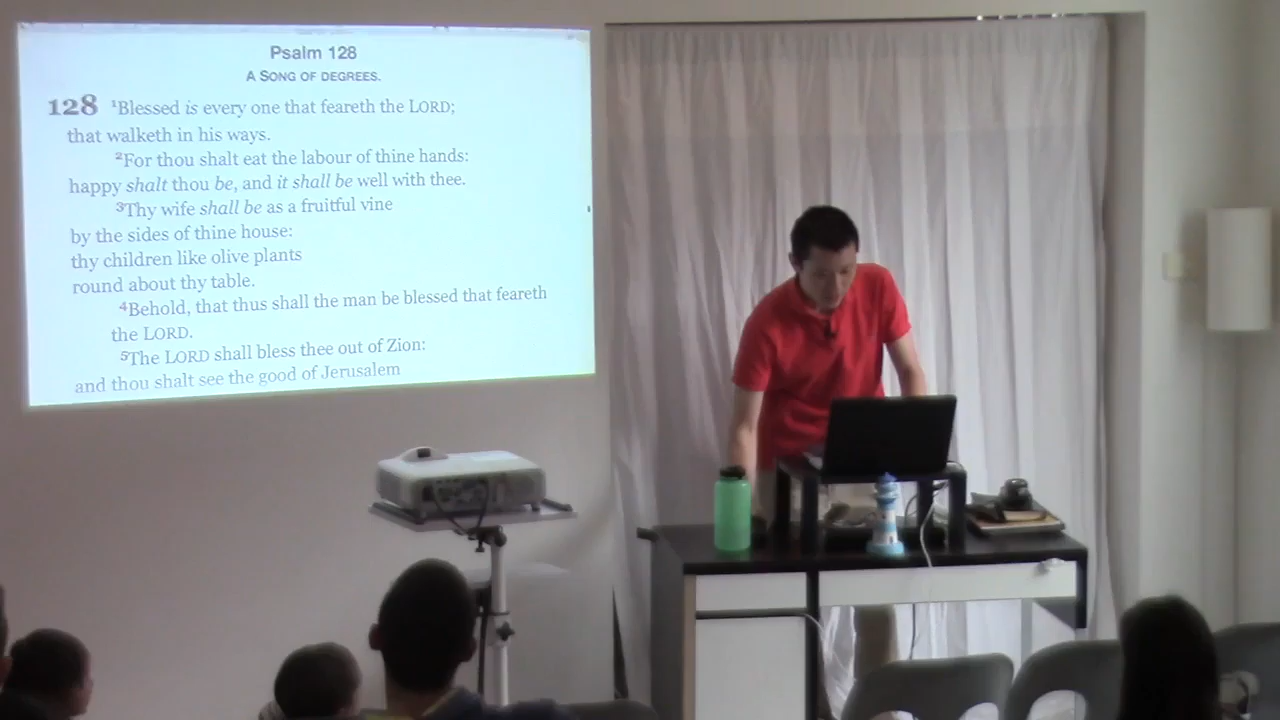 Psalm 128
A SONG OF DEGREES.
128 1Blessed is every one that feareth the LORD;
that walketh in his ways.
2For thou shalt eat the labour of thine hands:
happy shalt thou be, and it shall be well with thee.
3Thy wife shall be as a fruitful vine
by the sides of thine house:
thy children like olive plants
round about thy table.
4Behold, that thus shall the man be blessed that feareth
the LORD.
5The LORD shall bless thee out of Zion:
and thou shalt see the good of Jerusalem